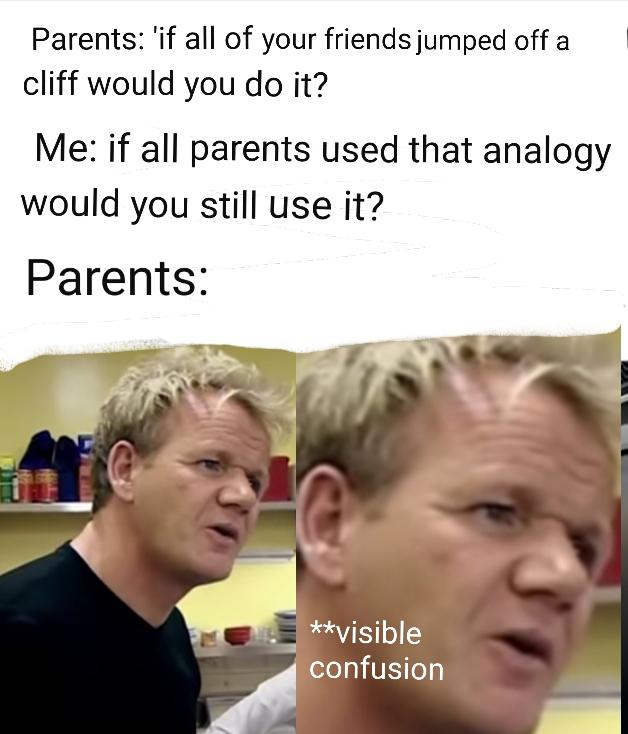 Parents: 'if all of your friends jumped off a
cliff would you do it?
Me: if all parents used that analogy
would you still use it?
Parents:
**visible
confusion